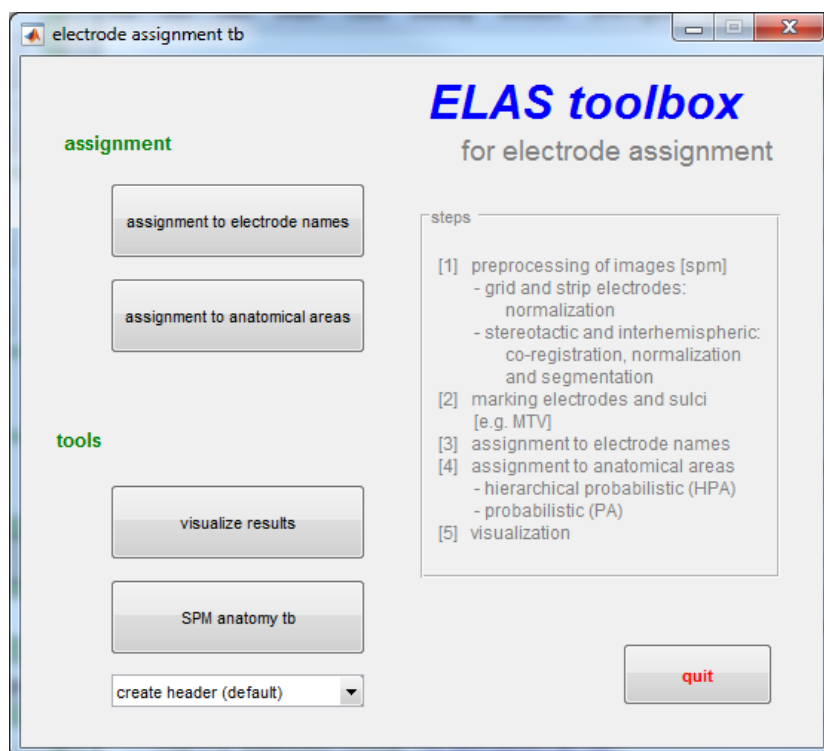 electrode assignment tb
ELAS toolbox
for electrode assignment
assignment
assignment to electrode names
assignment to anatomical areas
tools
visualize results
SPM anatomy tb
create header (default)
steps
[1] preprocessing of images [spm]
- grid and strip electrodes:
normalization
- stereotactic and interhemispheric:
co-registration, normalization
and segmentation
[2] marking electrodes and sulci
[e.g. MTV]
[3] assignment to electrode names
[4] assignment to anatomical areas
- hierarchical probabilistic (HPA)
- probabilistic (PA)
[5] visualization
quit